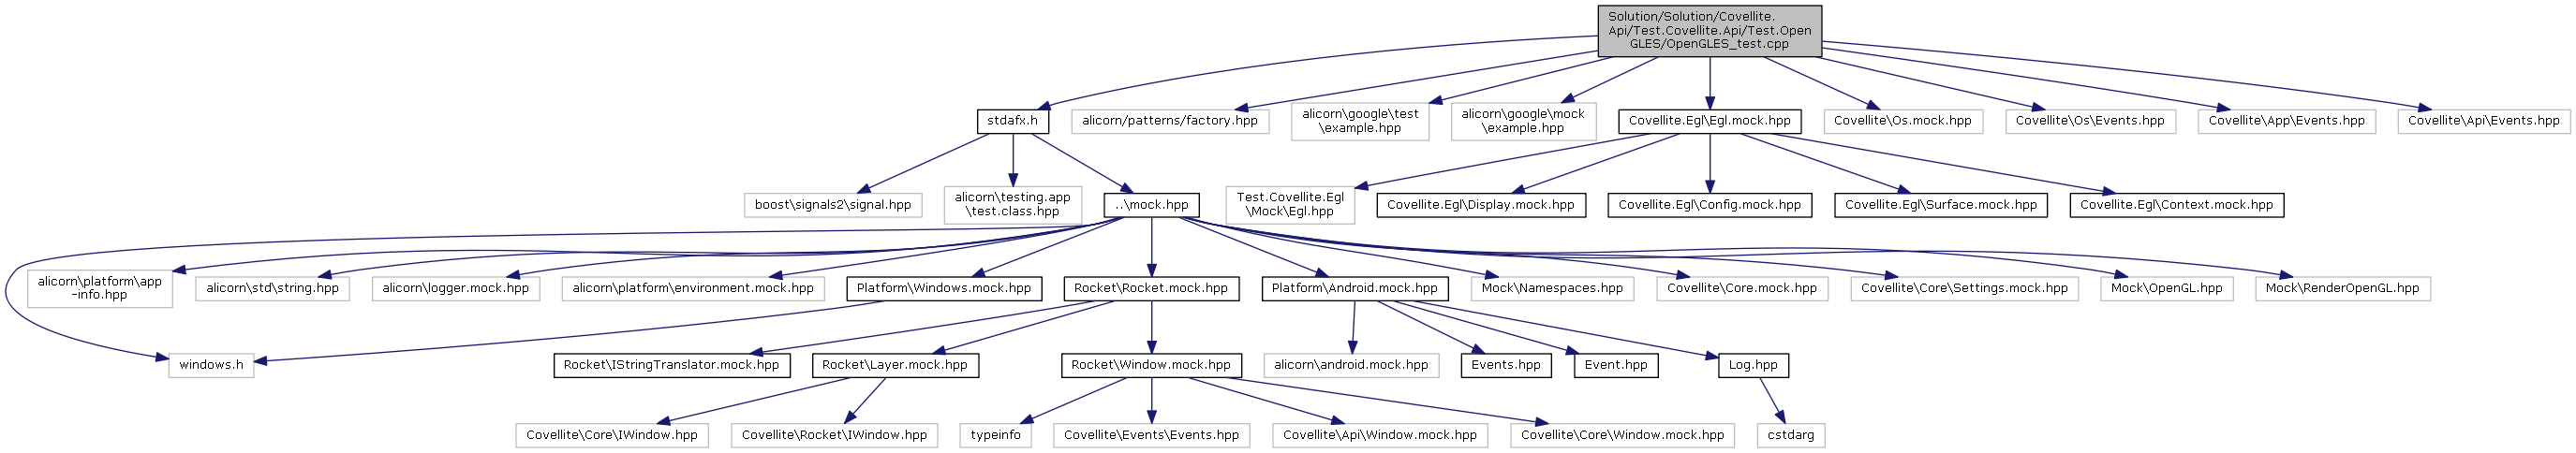 Solution/Solution/Covellite.
Api/Test.Covellite.Api/Test.Open
GLES/OpenGLES_test.cpp
stdafx.h
alicorn/patterns/factory.hpp
alicorn\google\test
\example.hpp
alicorn\google\mock
\example.hpp
Covellite.Egl\Egl.mock.hpp
Covellite\Os.mock.hpp
Covellite\Os\Events.hpp
Covellite\App\Events.hpp
Covellite\Api\Events.hpp
boost\signals2\signal.hpp
alicorn\testing.app
\test.class.hpp
..\mock.hpp
Test.Covellite.Egl
\Mock\Egl.hpp
Covellite.Egl\Display.mock.hpp
Covellite.Egl\Config.mock.hpp
Covellite.Egl\Surface.mock.hpp
Covellite.Egl\Context.mock.hpp
alicorn\platform\app
-info.hpp
alicorn\std\string.hpp
alicorn\logger.mock.hpp
alicorn\platform\environment.mock.hpp
Platform\Windows.mock.hpp
Rocket\Rocket.mock.hpp
Platform\Android.mock.hpp
Mock\Namespaces.hpp
Covellite\Core.mock.hpp
Covellite\Core\Settings.mock.hpp
Mock\OpenGL.hpp
Mock\RenderOpenGL.hpp
windows.h
Rocket\IStringTranslator.mock.hpp
Rocket\Layer.mock.hpp
Rocket\Window.mock.hpp
alicorn\android.mock.hpp
Events.hpp
Event.hpp
Log.hpp
Covellite\Core\IWindow.hpp
Covellite\Rocket\IWindow.hpp
typeinfo
Covellite\Events\Events.hpp
Covellite\Api\Window.mock.hpp
Covellite\Core\Window.mock.hpp
cstdarg